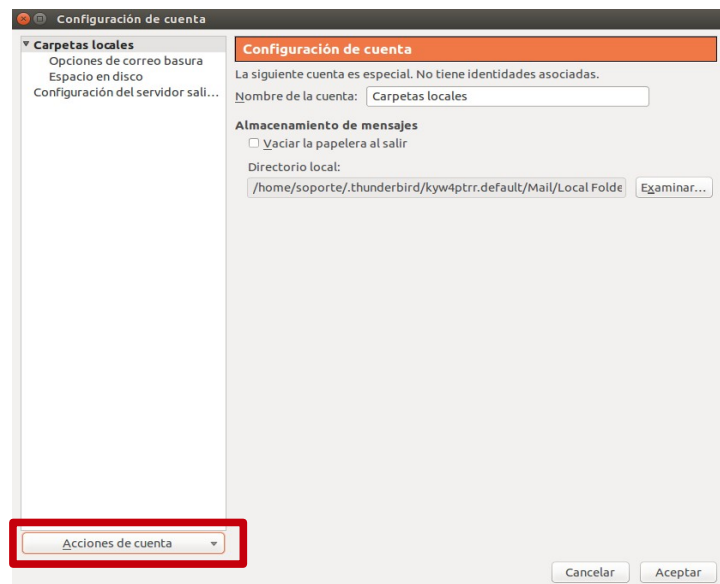 Configuración de cuenta
Carpetas locales
Opciones de correo basura
Espacio en disco
Configuración del servidor sali...
Configuración de cuenta
La siguiente cuenta es especial. No tiene identidades asociadas.
Nombre de la cuenta: Carpetas locales
Almacenamiento de mensajes
Vaciar la papelera al salir
Directorio local:
/home/soporte/.thunderbird/kyw4ptrr.default/Mail/Local Folde Examinar...
Acciones de cuenta
Cancelar Aceptar